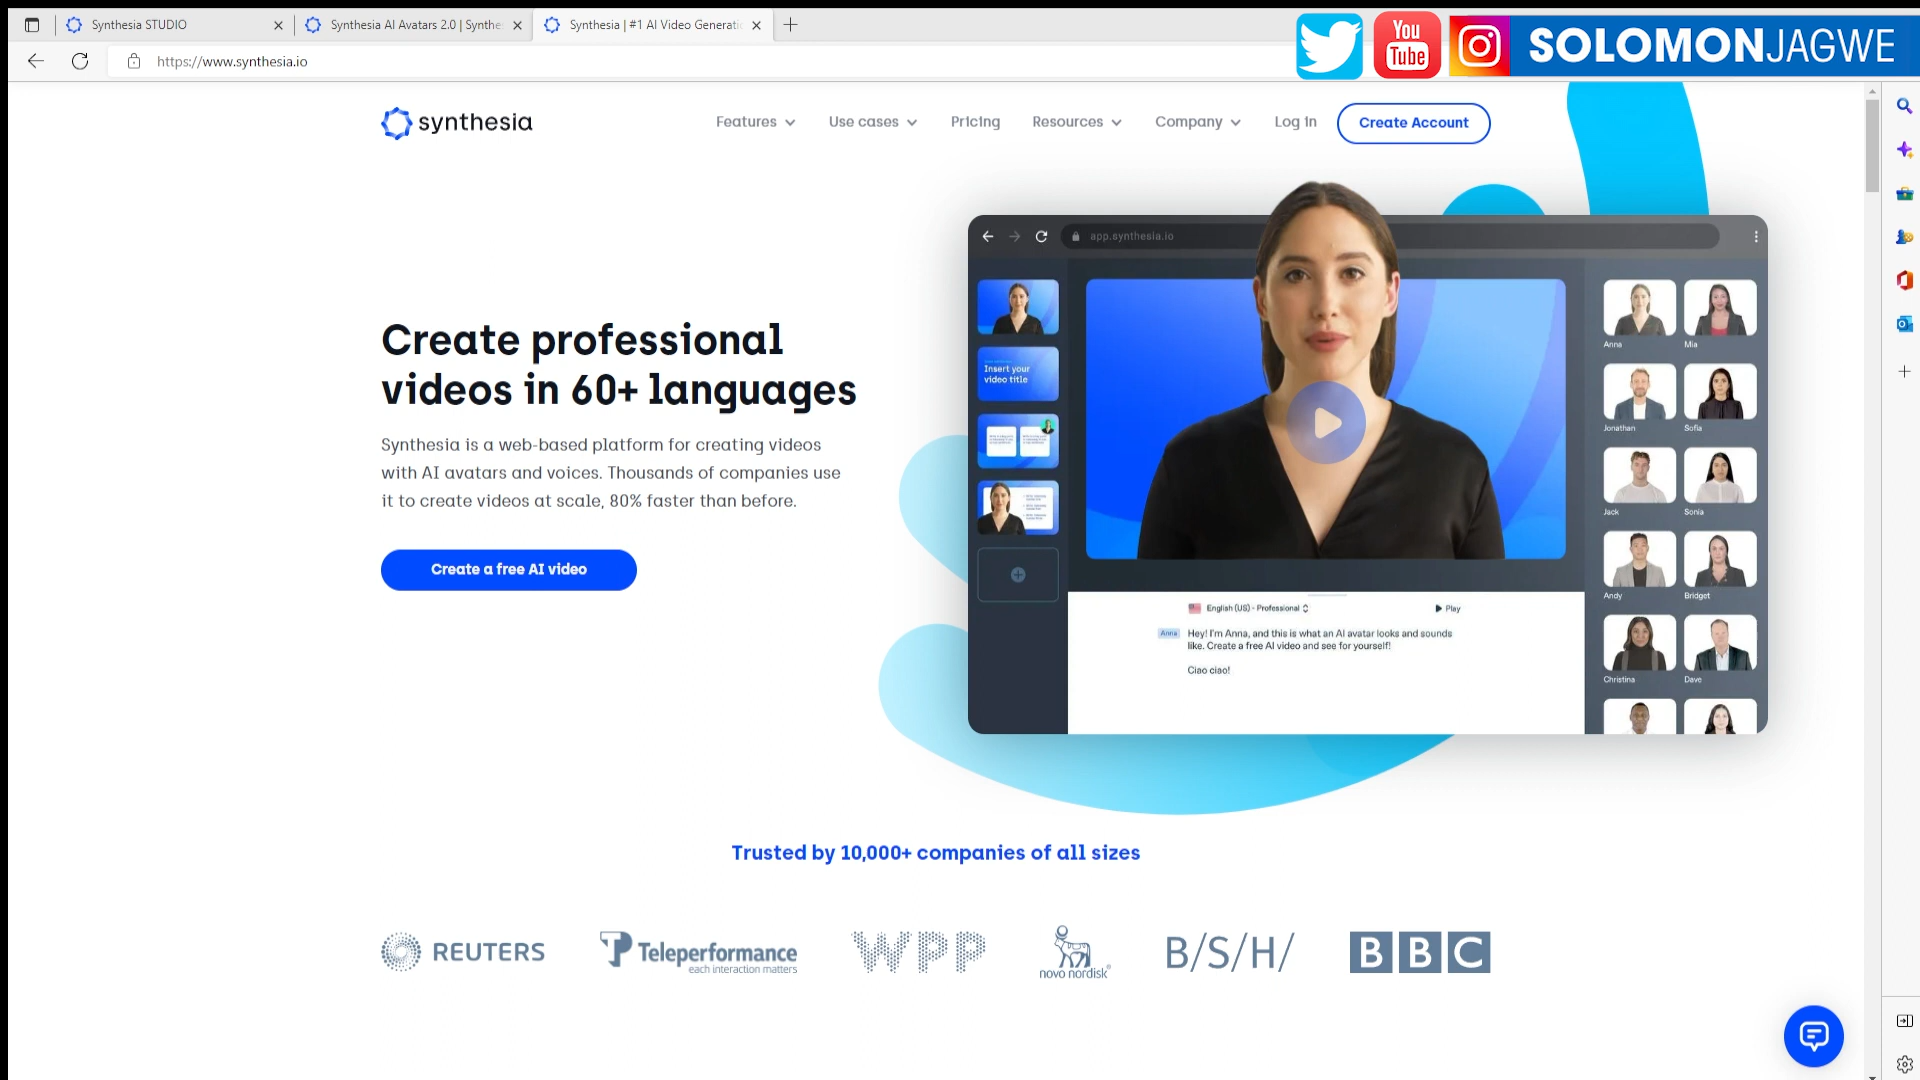 Synthesia STUDIO
Synthesia AI Avatars 2.0 | Synthe
Synthesia | #1 AI Video Generati
You
Tube
SOLOMONJAGWE
https://www.synthesia.io
synthesia
Features
Use cases
Pricing
Resources
Company
Log in
Create Account
app.synthesia.io
Create professional
videos in 60+ languages
Synthesia is a web-based platform for creating videos
with AI avatars and voices. Thousands of companies use
it to create videos at scale, 80% faster than before.
Create a free AI video
Insert your
video title
Anna
Mia
Jonathan
Sofia
Jack
Sonia
Andy
Bridget
Christina
Dave
English (US) - Professional
Play
Anna
Hey! I'm Anna, and this is what an AI avatar looks and sounds
like. Create a free AI video and see for yourself!
Ciao ciao!
Trusted by 10,000+ companies of all sizes
REUTERS
Teleperformance
each interaction matters
WPP
novo nordisk®
B/S/H/
BBC